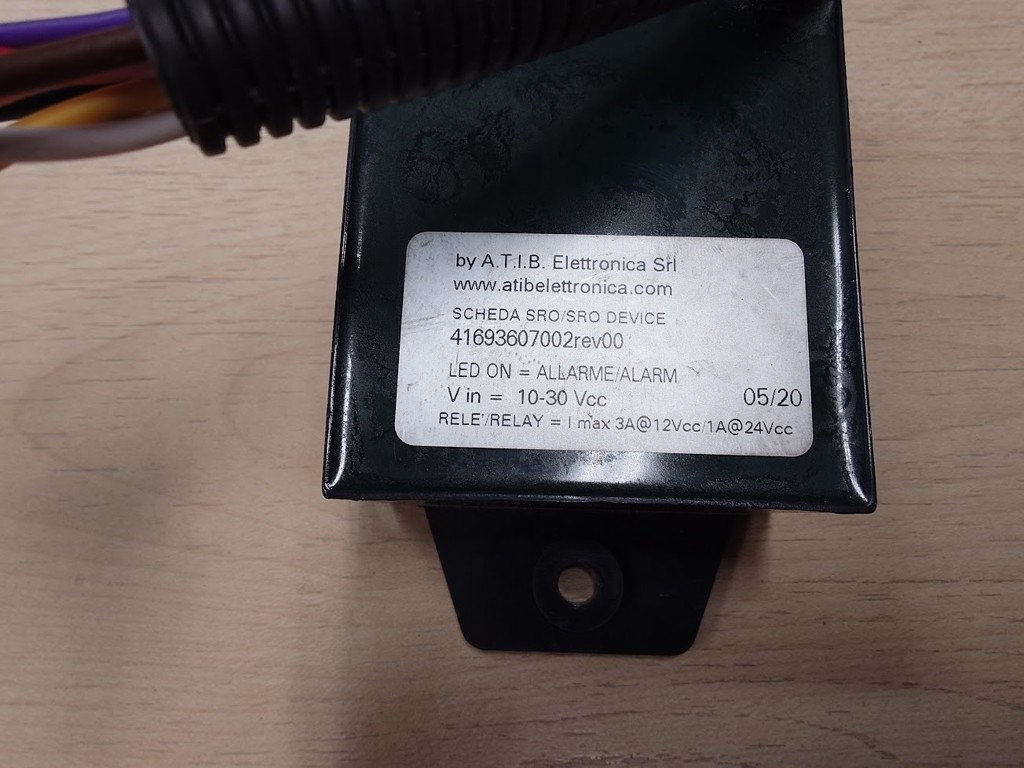 by A.T.I.B. Elettronica Srl
www.atibelettronica.com
SCHEDA SRO/SRO DEVICE
41693607002rev00
LED ON = ALLARME/ALARM
V in = 10-30 Vcc 05/20
RELE'/RELAY = I max 3A@12Vcc/1A@24Vcc